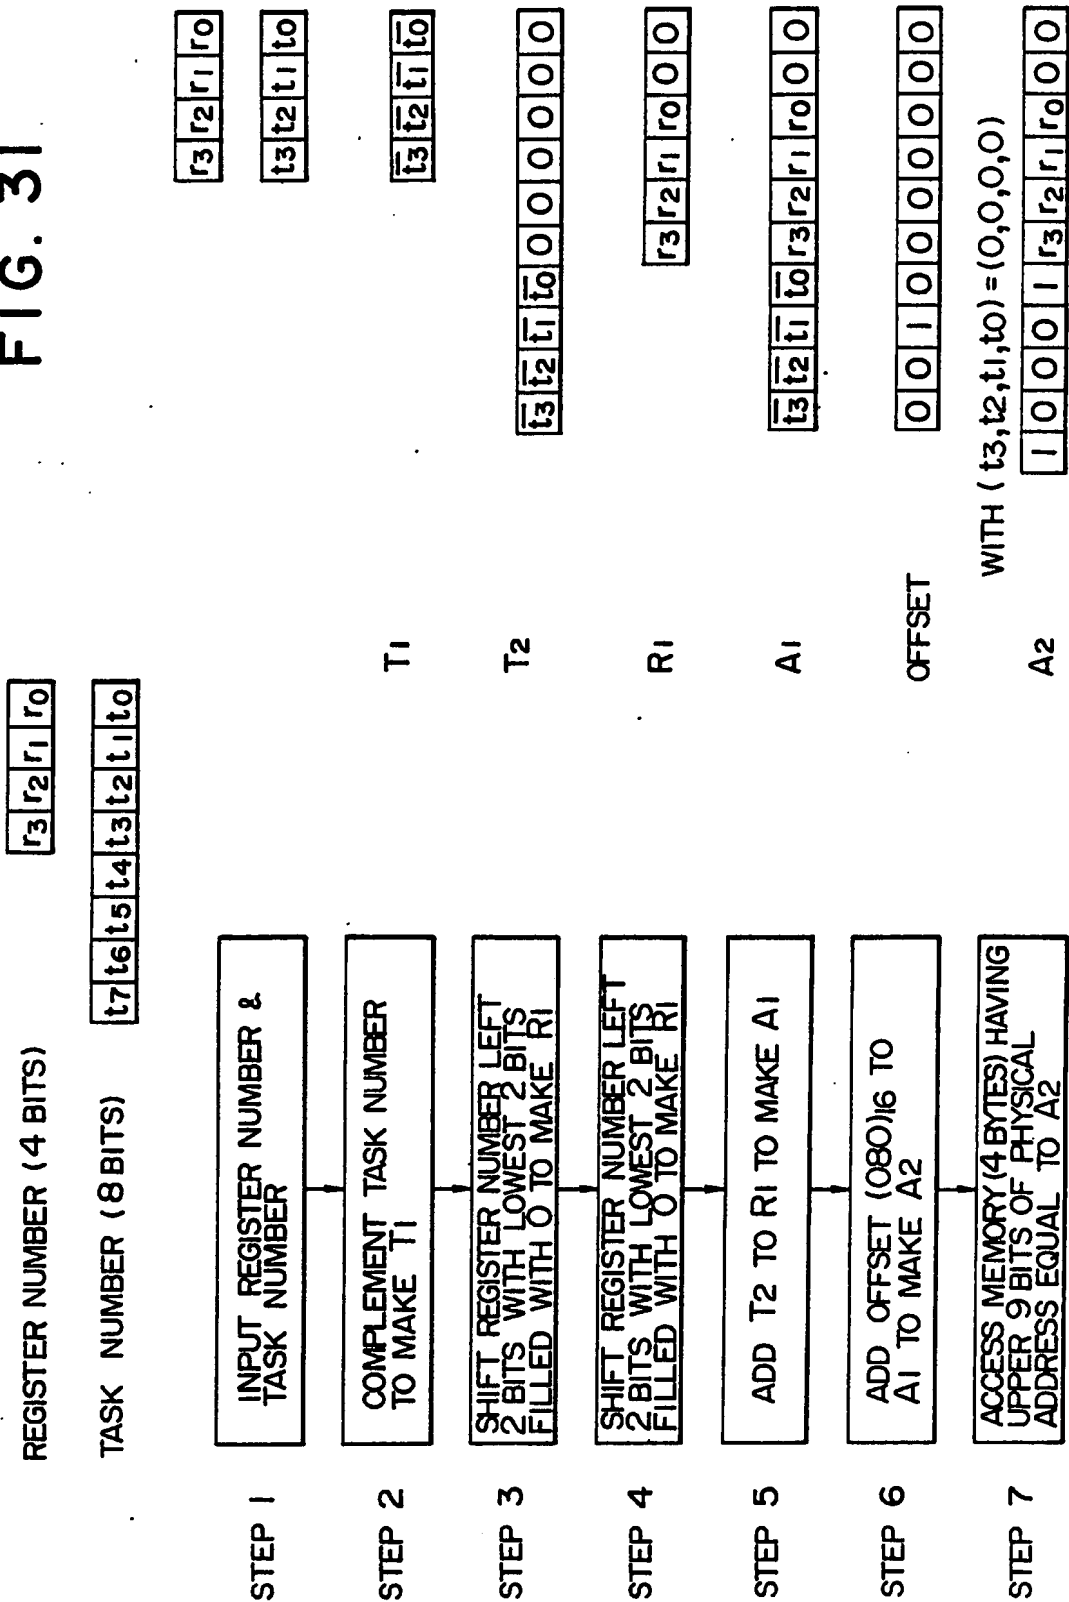 FIG. 31
REGISTER NUMBER (4 BITS) r3 r2 r1 r0
TASK NUMBER (8 BITS) t7 t6 t5 t4 t3 t2 t1 t0
r3 r2 r1 r0
STEP 1
INPUT REGISTER NUMBER &
TASK NUMBER
t3 t2 t1 t0
STEP 2
COMPLEMENT TASK NUMBER
TO MAKE T1
T1
t̅3 t̅2 t̅1 t̅0
STEP 3
SHIFT REGISTER NUMBER LEFT
2 BITS WITH LOWEST 2 BITS
FILLED WITH 0 TO MAKE R1
T2
t̅3 t̅2 t̅1 t̅0 0 0 0 0 0 0
STEP 4
SHIFT REGISTER NUMBER LEFT
2 BITS WITH LOWEST 2 BITS
FILLED WITH 0 TO MAKE R1
R1
r3 r2 r1 r0 0 0
STEP 5
ADD T2 TO R1 TO MAKE A1
A1
t̅3 t̅2 t̅1 t̅0 r3 r2 r1 r0 0 0
STEP 6
ADD OFFSET (080)16 TO
A1 TO MAKE A2
OFFSET
0 0 1 0 0 0 0 0 0 0
WITH (t3,t2,t1,t0)=(0,0,0,0)
STEP 7
ACCESS MEMORY (4 BYTES) HAVING
UPPER 9 BITS OF PHYSICAL
ADDRESS EQUAL TO A2
A2
1 0 0 0 1 r3 r2 r1 r0 0 0